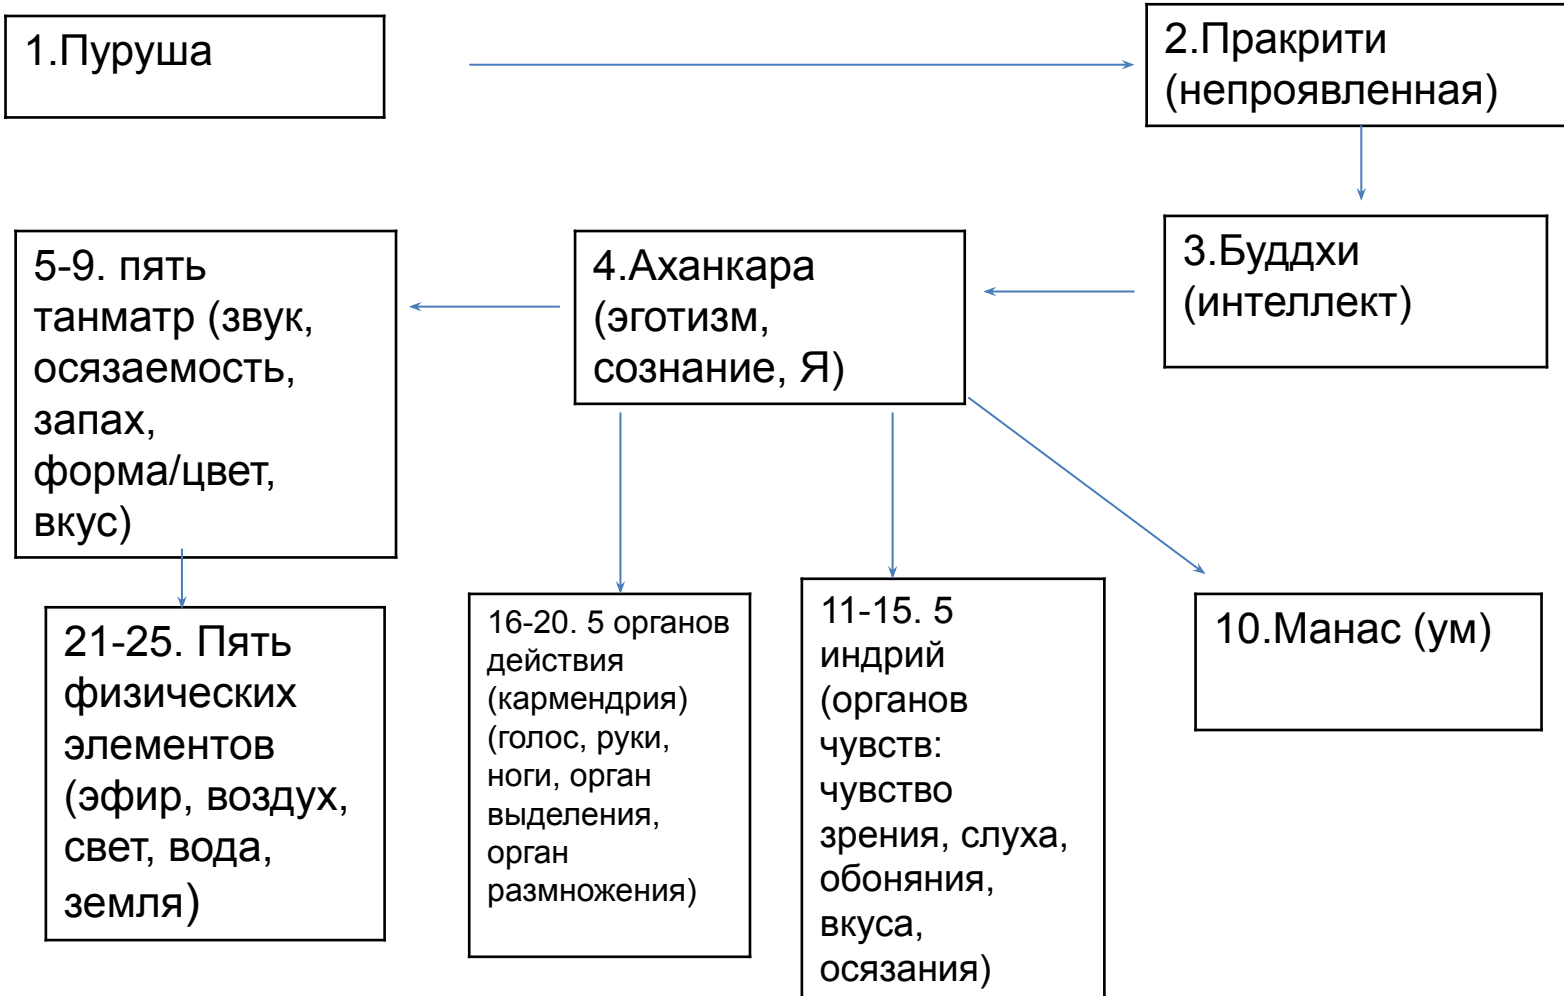 1.Пуруша
2.Пракрити
(непроявленная)
3.Буддхи
(интеллект)
4.Аханкара
(эготизм,
сознание, Я)
5-9. пять
танматр (звук,
осязаемость,
запах,
форма/цвет,
вкус)
21-25. Пять
физических
элементов
(эфир, воздух,
свет, вода,
земля)
16-20. 5 органов
действия
(кармендрия)
(голос, руки,
ноги, орган
выделения,
орган
размножения)
11-15. 5
индрий
(органов
чувств:
чувство
зрения, слуха,
обоняния,
вкуса,
осязания)
10.Манас (ум)